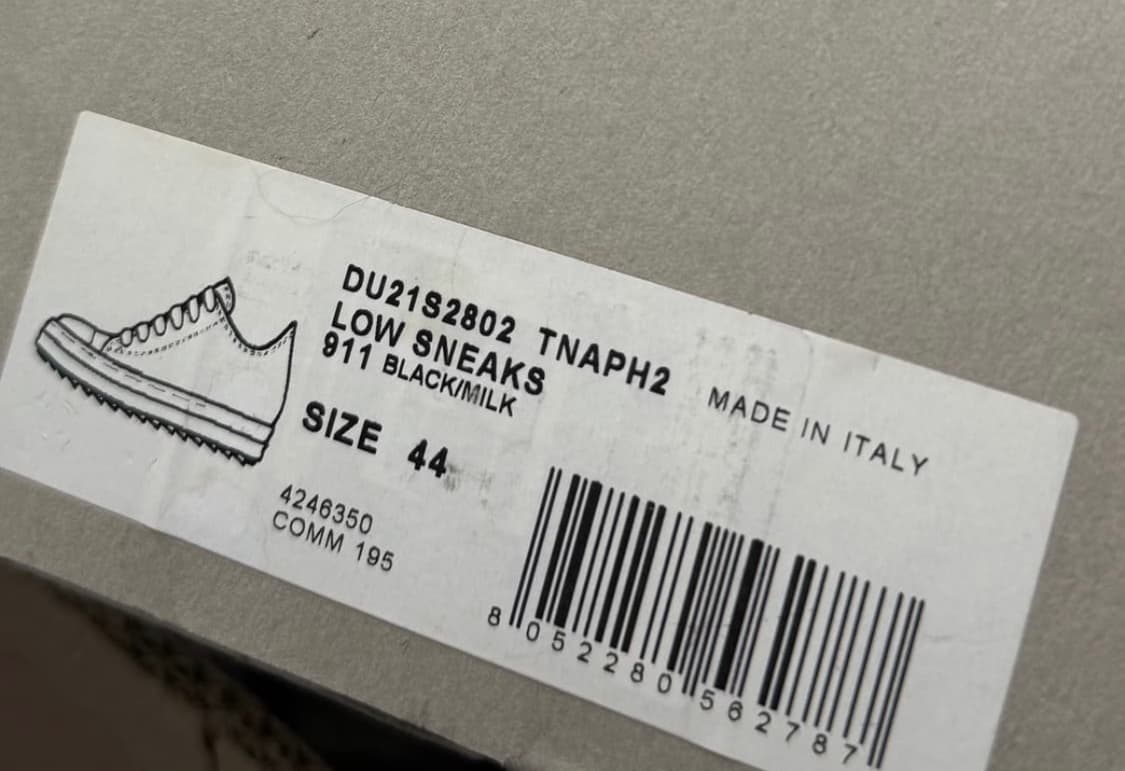 DU21S2802 TNAPH2
LOW SNEAKS
911 BLACK/MILK
MADE IN ITALY
SIZE 44
4246350
COMM 195
8 052280 562787